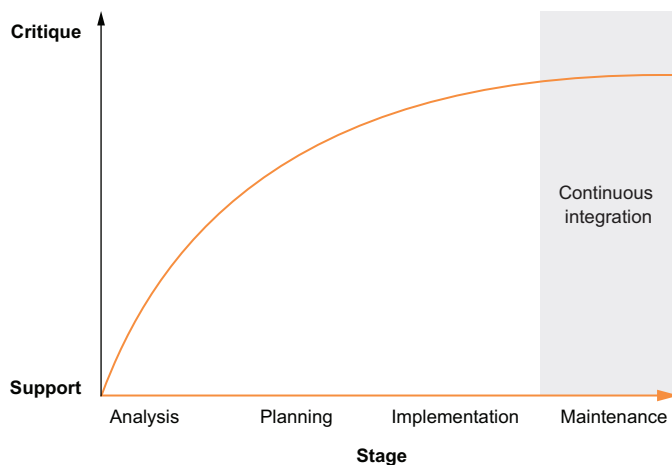 Critique
Continuous
integration
Support
Analysis
Planning
Implementation
Maintenance
Stage